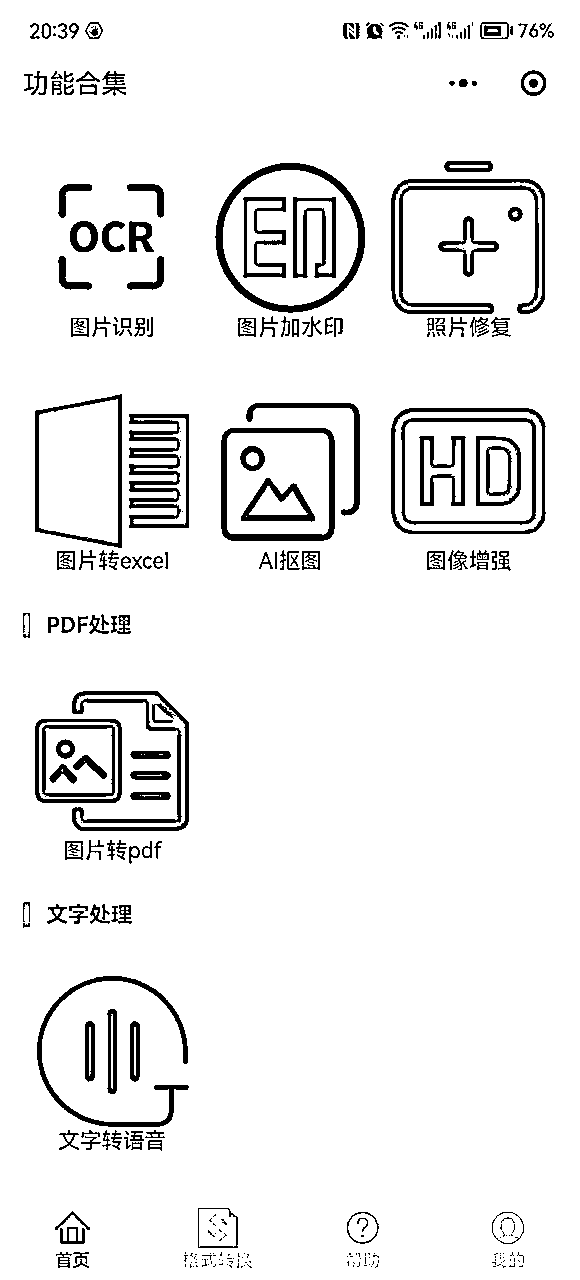 20:39 76%
功能合集
OCR 印
图片识别 图片加水印 照片修复
HD
图片转excel AI抠图 图像增强
PDF处理
图片转pdf
文字处理
文字转语音
首页 格式转换 帮助 我的